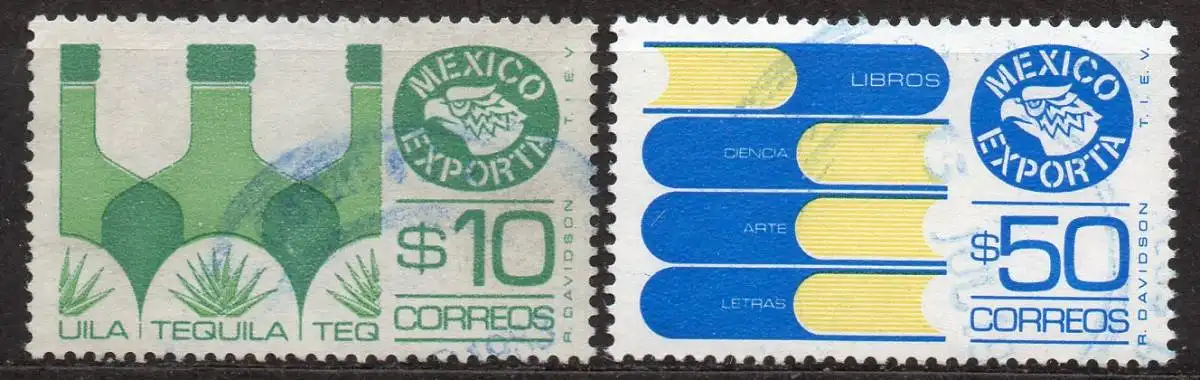 MEXICO
EXPORTA
$10
CORREOS
UILA TEQUILA TEQ
R. DAVIDSON T. I. E. V.
LIBROS
CIENCIA
ARTE
LETRAS
MEXICO
EXPORTA
$50
CORREOS
R. DAVIDSON T. I. E. V.